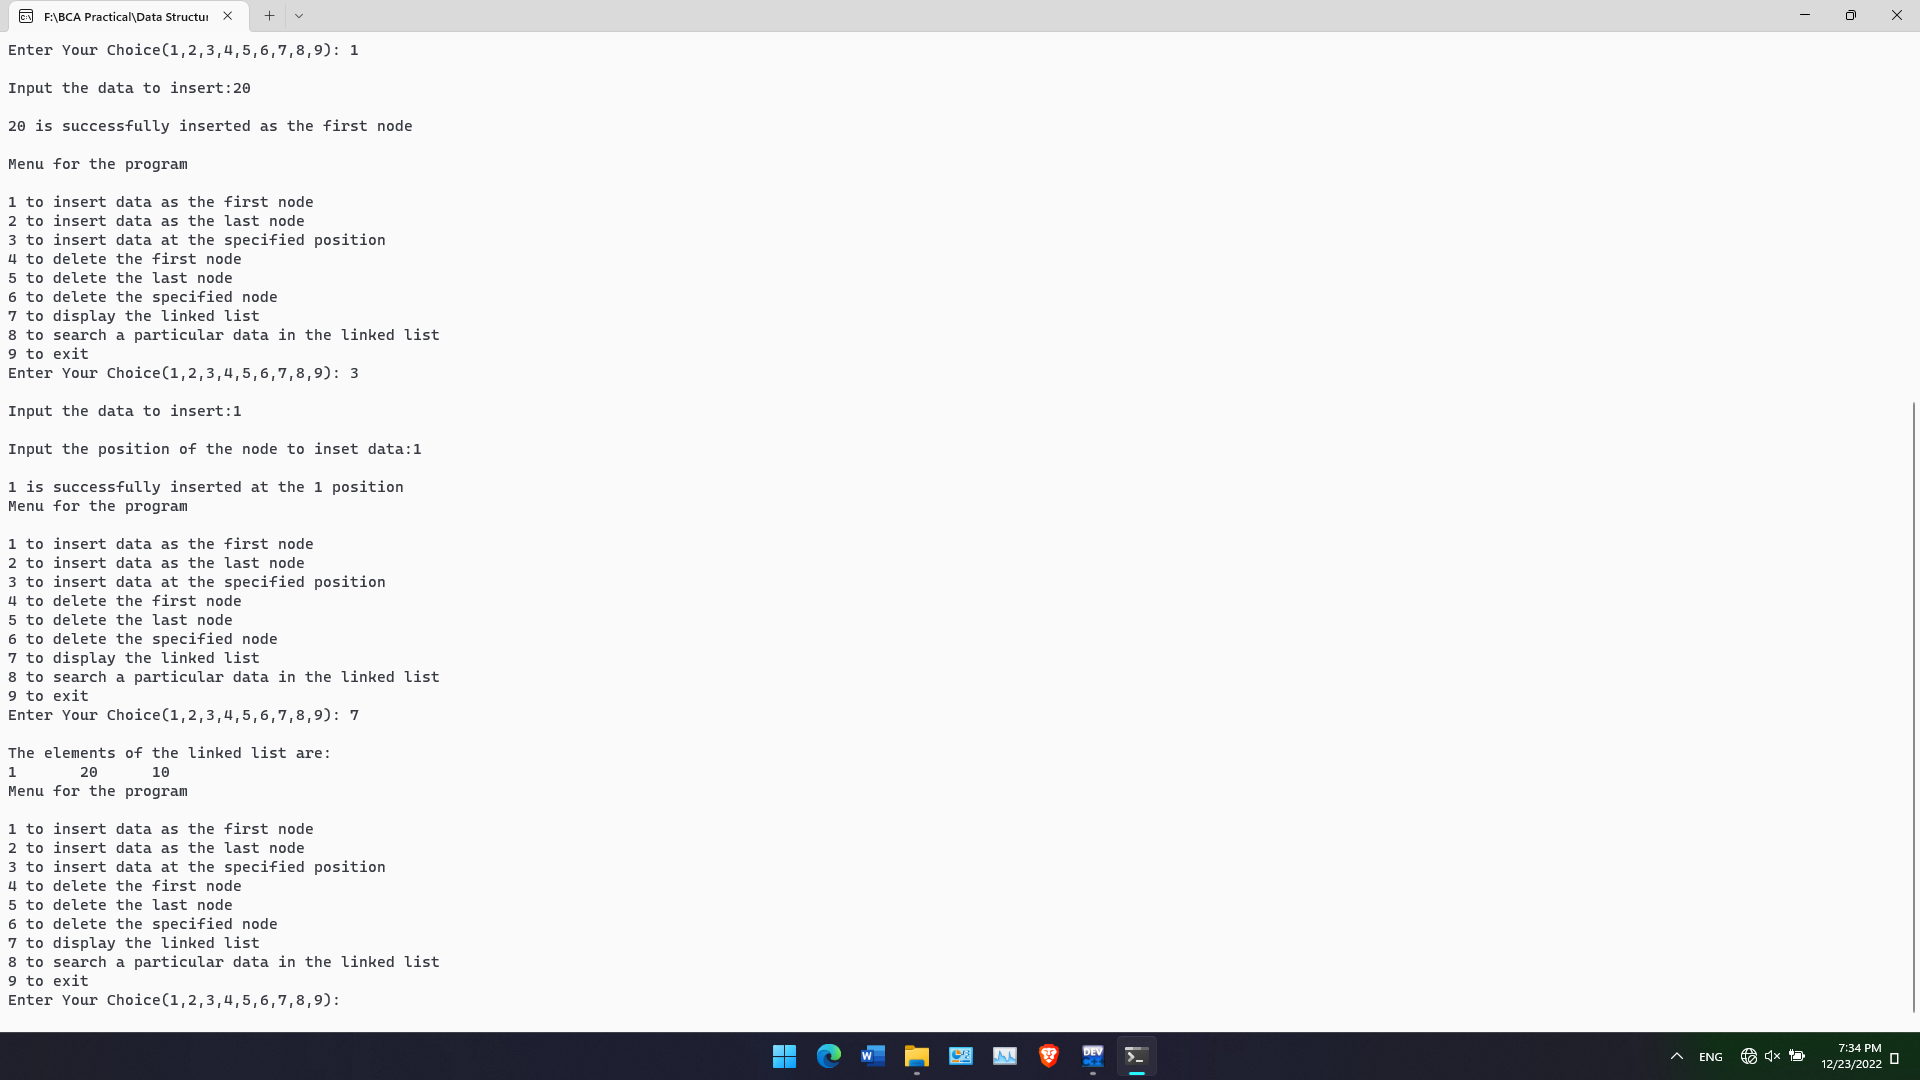 F:\BCA Practical\Data Structur
Enter Your Choice(1,2,3,4,5,6,7,8,9): 1
Input the data to insert:20
20 is successfully inserted as the first node
Menu for the program
1 to insert data as the first node
2 to insert data as the last node
3 to insert data at the specified position
4 to delete the first node
5 to delete the last node
6 to delete the specified node
7 to display the linked list
8 to search a particular data in the linked list
9 to exit
Enter Your Choice(1,2,3,4,5,6,7,8,9): 3
Input the data to insert:1
Input the position of the node to inset data:1
1 is successfully inserted at the 1 position
Menu for the program
1 to insert data as the first node
2 to insert data as the last node
3 to insert data at the specified position
4 to delete the first node
5 to delete the last node
6 to delete the specified node
7 to display the linked list
8 to search a particular data in the linked list
9 to exit
Enter Your Choice(1,2,3,4,5,6,7,8,9): 7
The elements of the linked list are:
1 20 10
Menu for the program
1 to insert data as the first node
2 to insert data as the last node
3 to insert data at the specified position
4 to delete the first node
5 to delete the last node
6 to delete the specified node
7 to display the linked list
8 to search a particular data in the linked list
9 to exit
Enter Your Choice(1,2,3,4,5,6,7,8,9):
W
DEV
C++
ENG
7:34 PM
12/23/2022